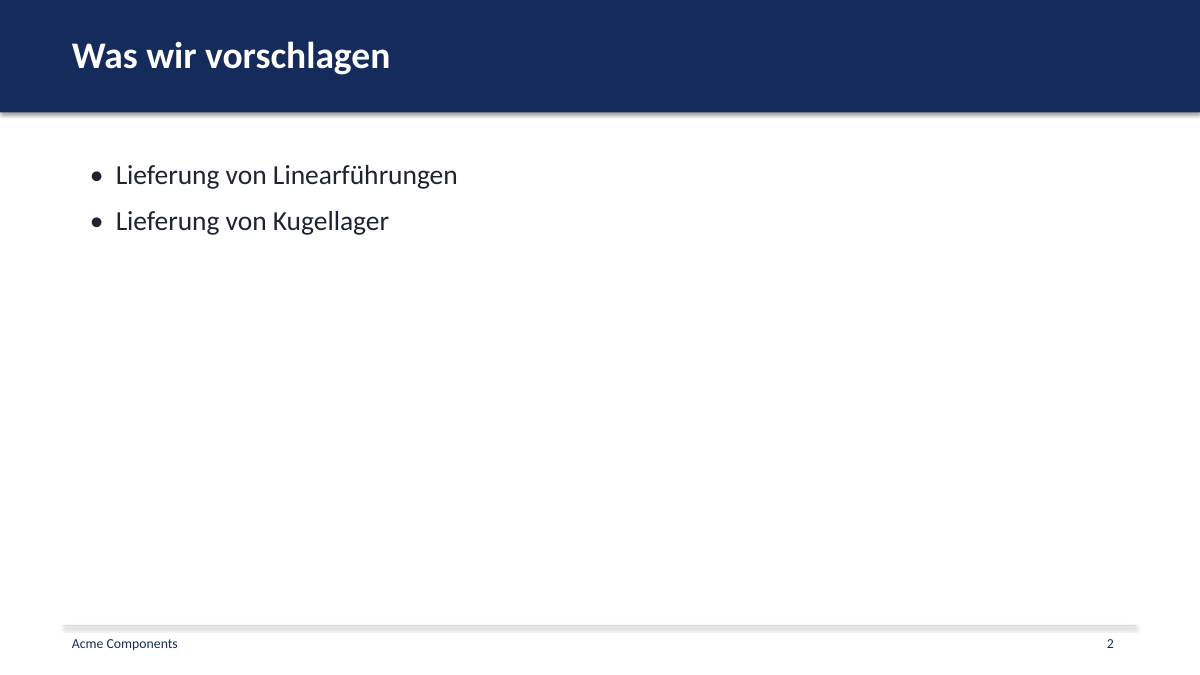 Was wir vorschlagen
• Lieferung von Linearführungen
• Lieferung von Kugellager
Acme Components
2